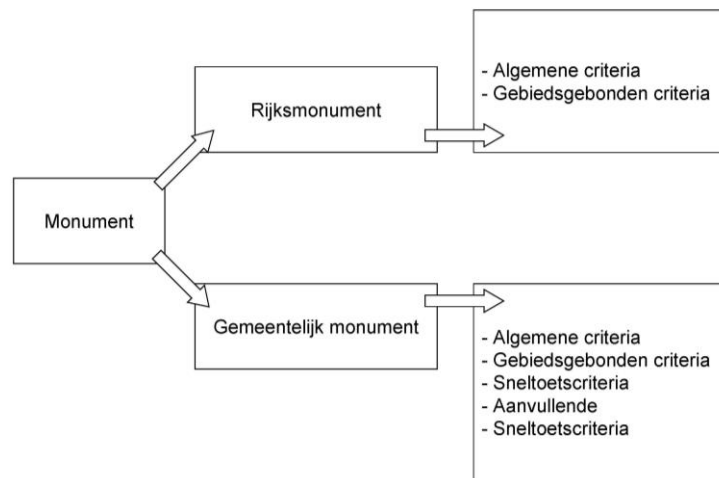 Monument
Rijksmonument
- Algemene criteria
- Gebiedsgebonden criteria
Gemeentelijk monument
- Algemene criteria
- Gebiedsgebonden criteria
- Sneltoetscriteria
- Aanvullende
- Sneltoetscriteria